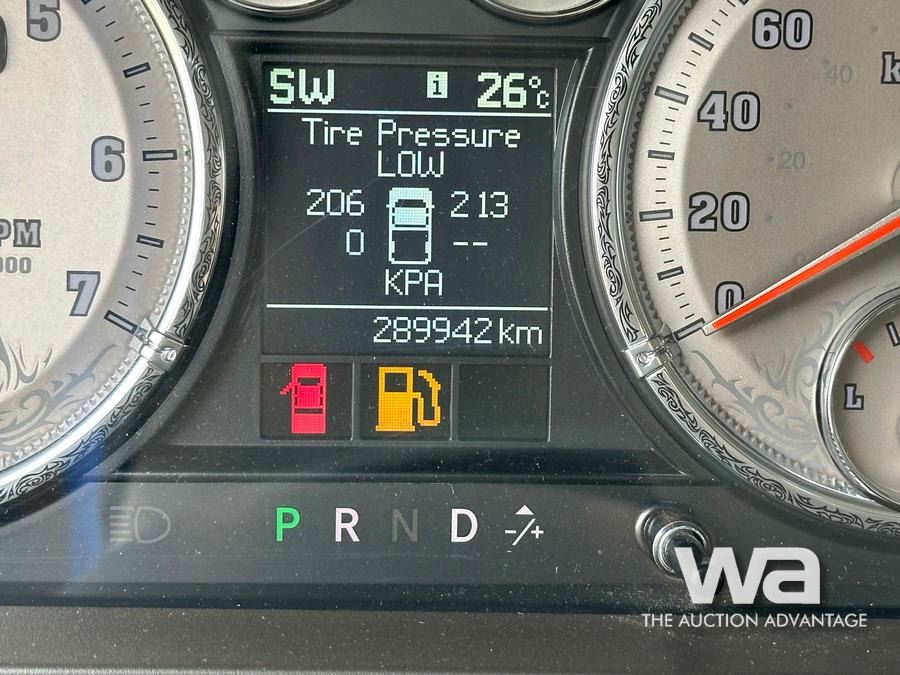 5
6
7
PM
000
SW i 26°C
Tire Pressure
LOW
206 213
0 --
KPA
289942 km
60
40
20
0
40
20
0
k
L
P R N D -/+
wa
THE AUCTION ADVANTAGE